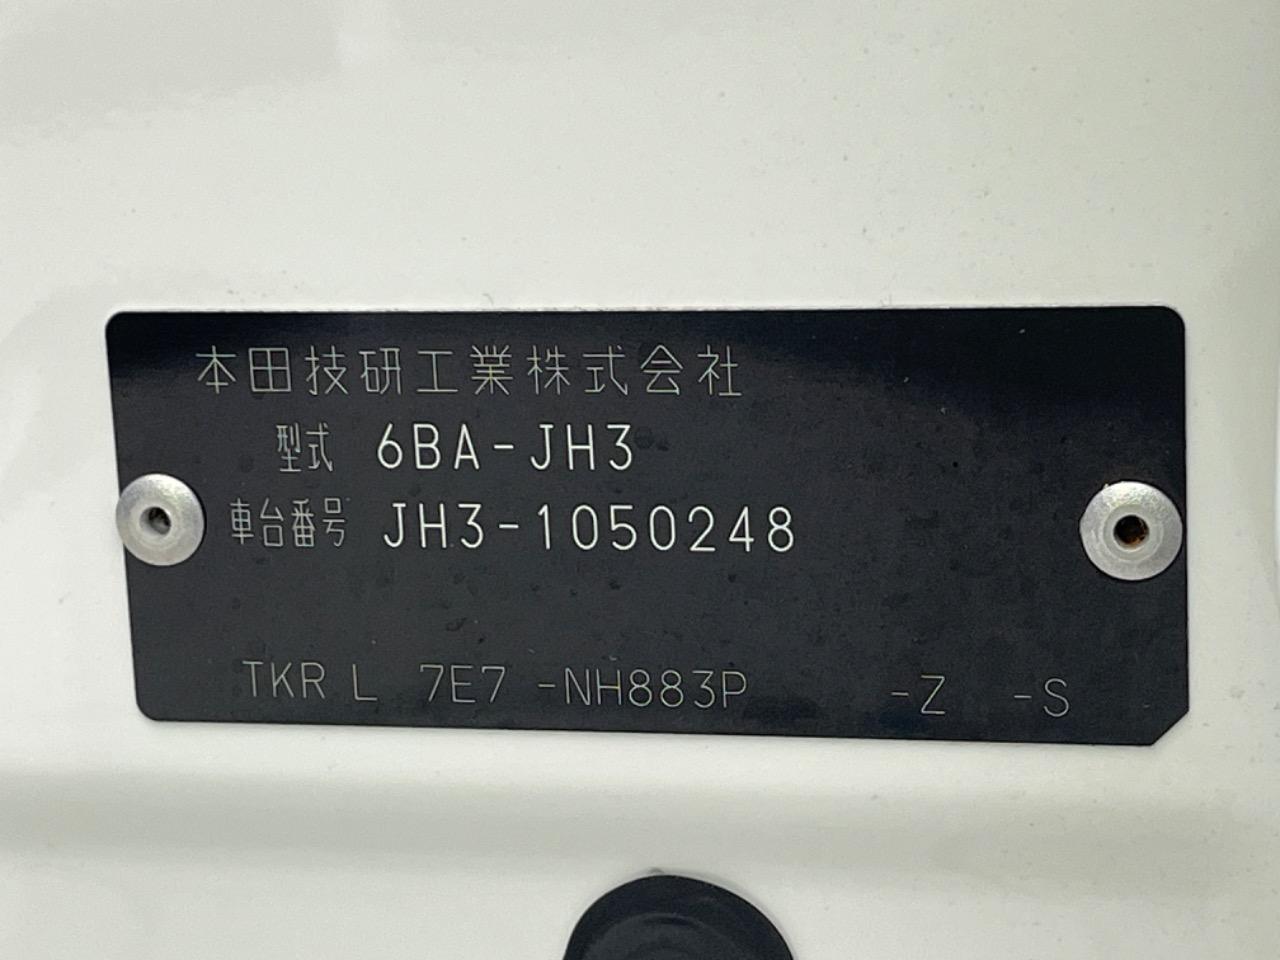 本田技研工業株式会社
型式 6BA-JH3
車台番号 JH3-1050248
TKR L 7E7 -NH883P -Z -S